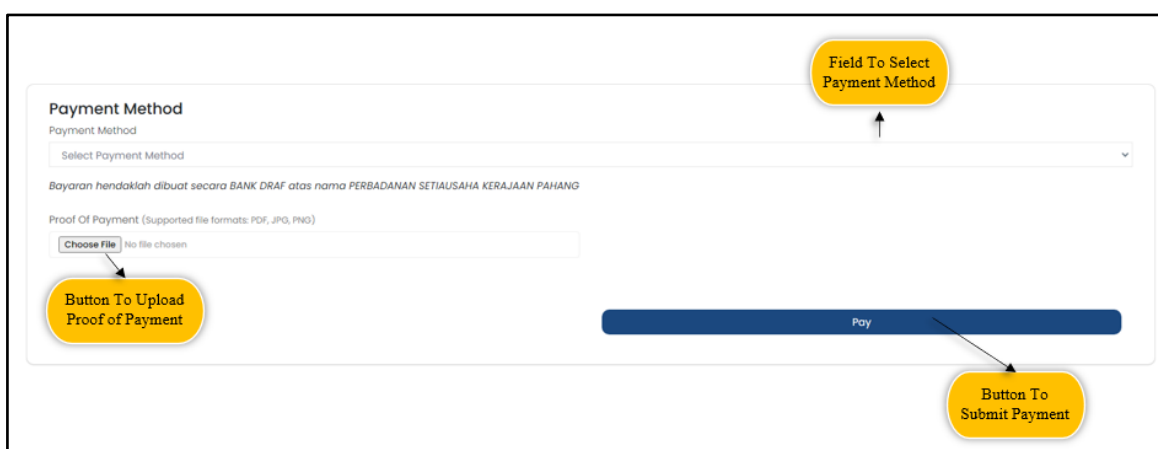 Field To Select
Payment Method
Payment Method
Payment Method
Select Payment Method
Bayaran hendaklah dibuat secara BANK DRAF atas nama PERBADANAN SETIAUSAHA KERAJAAN PAHANG
Proof Of Payment (Supported file formats: PDF, JPG, PNG)
Choose File No file chosen
Button To Upload
Proof of Payment
Pay
Button To
Submit Payment